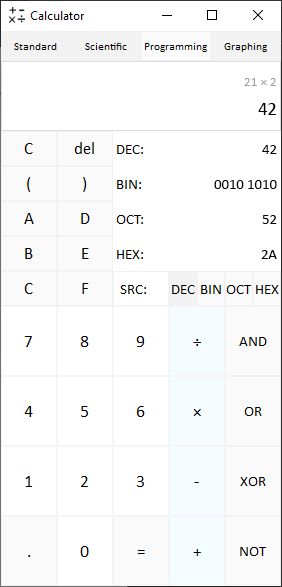 Calculator
Standard Scientific Programming Graphing
21 × 2
42
C del DEC: 42
( ) BIN: 0010 1010
A D OCT: 52
B E HEX: 2A
C F SRC: DEC BIN OCT HEX
7 8 9 ÷ AND
4 5 6 × OR
1 2 3 - XOR
. 0 = + NOT